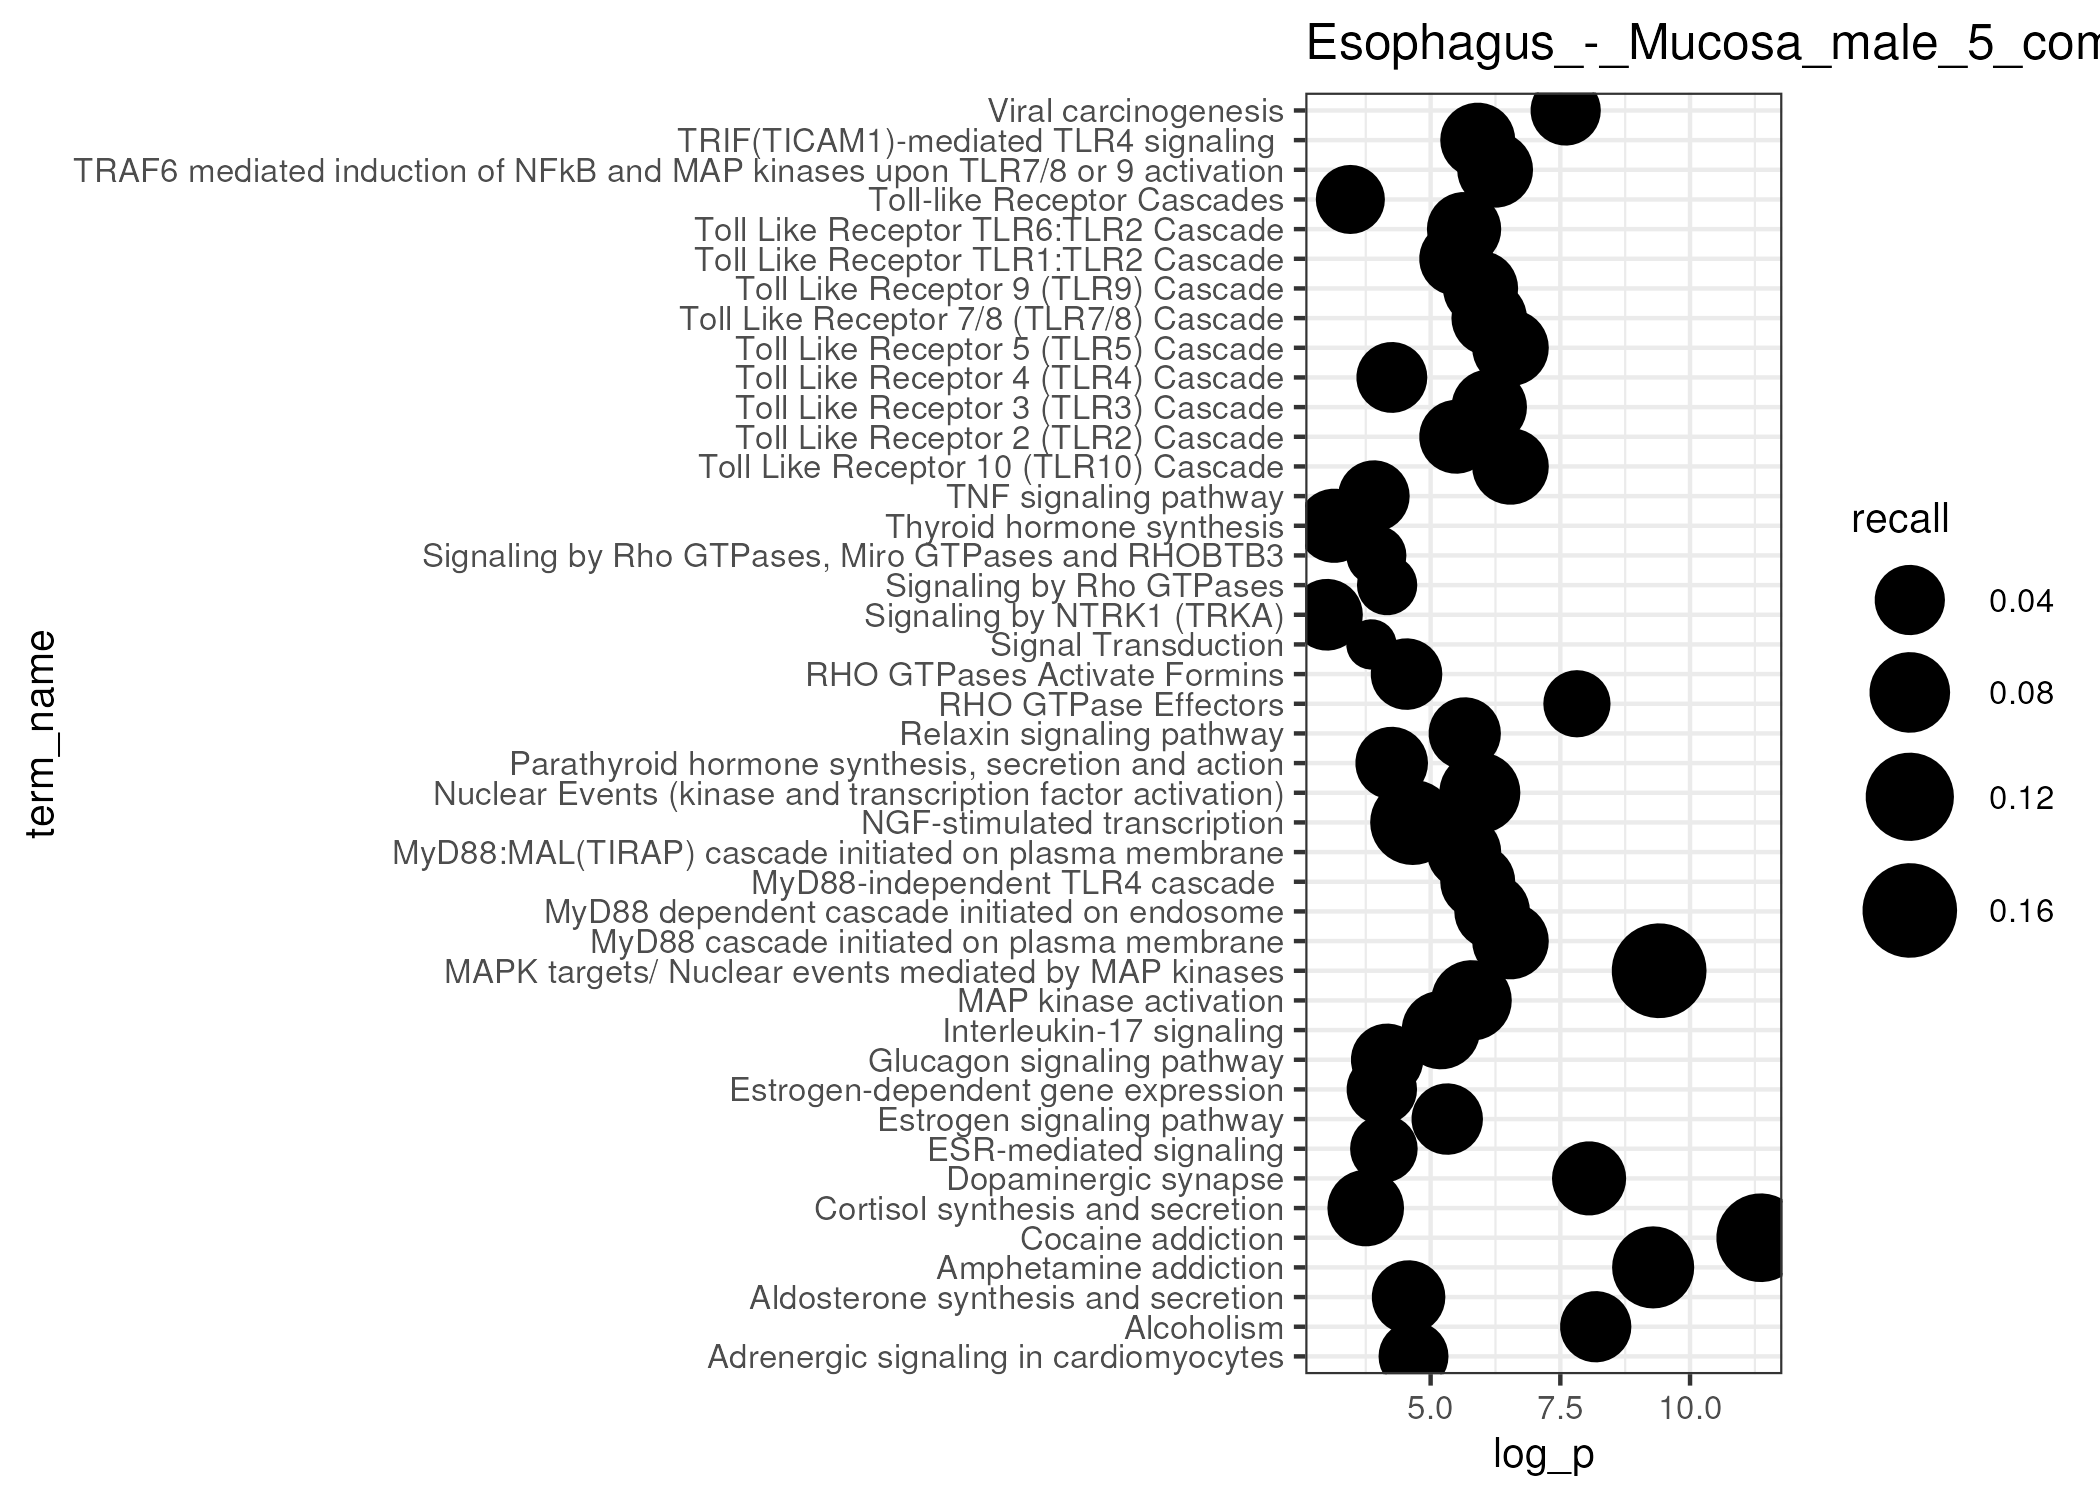 Esophagus_-_Mucosa_male_5_com
Viral carcinogenesis
TRIF(TICAM1)-mediated TLR4 signaling
TRAF6 mediated induction of NFkB and MAP kinases upon TLR7/8 or 9 activation
Toll-like Receptor Cascades
Toll Like Receptor TLR6:TLR2 Cascade
Toll Like Receptor TLR1:TLR2 Cascade
Toll Like Receptor 9 (TLR9) Cascade
Toll Like Receptor 7/8 (TLR7/8) Cascade
Toll Like Receptor 5 (TLR5) Cascade
Toll Like Receptor 4 (TLR4) Cascade
Toll Like Receptor 3 (TLR3) Cascade
Toll Like Receptor 2 (TLR2) Cascade
Toll Like Receptor 10 (TLR10) Cascade
TNF signaling pathway
Thyroid hormone synthesis
Signaling by Rho GTPases, Miro GTPases and RHOBTB3
Signaling by Rho GTPases
Signaling by NTRK1 (TRKA)
Signal Transduction
RHO GTPases Activate Formins
RHO GTPase Effectors
Relaxin signaling pathway
Parathyroid hormone synthesis, secretion and action
Nuclear Events (kinase and transcription factor activation)
NGF-stimulated transcription
MyD88:MAL(TIRAP) cascade initiated on plasma membrane
MyD88-independent TLR4 cascade
MyD88 dependent cascade initiated on endosome
MyD88 cascade initiated on plasma membrane
MAPK targets/ Nuclear events mediated by MAP kinases
MAP kinase activation
Interleukin-17 signaling
Glucagon signaling pathway
Estrogen-dependent gene expression
Estrogen signaling pathway
ESR-mediated signaling
Dopaminergic synapse
Cortisol synthesis and secretion
Cocaine addiction
Amphetamine addiction
Aldosterone synthesis and secretion
Alcoholism
Adrenergic signaling in cardiomyocytes
term_name
5.0 7.5 10.0
log_p
recall
0.04
0.08
0.12
0.16